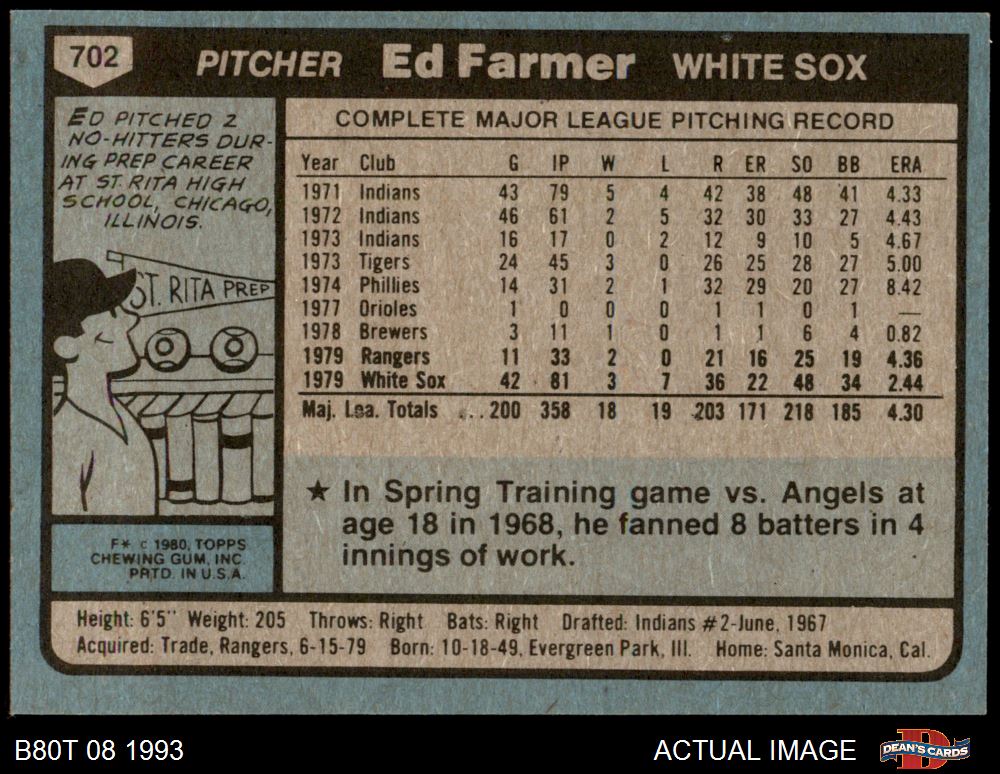 702 PITCHER Ed Farmer WHITE SOX
ED PITCHED 2
NO-HITTERS DUR-
ING PREP CAREER
AT ST. RITA HIGH
SCHOOL, CHICAGO,
ILLINOIS.
ST. RITA PREP
F* © 1980, TOPPS
CHEWING GUM, INC.
PRTD. IN U.S.A.
COMPLETE MAJOR LEAGUE PITCHING RECORD
Year Club G IP W L R ER SO BB ERA
1971 Indians 43 79 5 4 42 38 48 41 4.33
1972 Indians 46 61 2 5 32 30 33 27 4.43
1973 Indians 16 17 0 2 12 9 10 5 4.67
1973 Tigers 24 45 3 0 26 25 28 27 5.00
1974 Phillies 14 31 2 1 32 29 20 27 8.42
1977 Orioles 1 0 0 0 1 1 0 1 —
1978 Brewers 3 11 1 0 1 1 6 4 0.82
1979 Rangers 11 33 2 0 21 16 25 19 4.36
1979 White Sox 42 81 3 7 36 22 48 34 2.44
Maj. Lea. Totals ... 200 358 18 19 203 171 218 185 4.30
★ In Spring Training game vs. Angels at
age 18 in 1968, he fanned 8 batters in 4
innings of work.
Height: 6'5" Weight: 205 Throws: Right Bats: Right Drafted: Indians #2-June, 1967
Acquired: Trade, Rangers, 6-15-79 Born: 10-18-49, Evergreen Park, Ill. Home: Santa Monica, Cal.
B80T 08 1993 ACTUAL IMAGE DEAN'S CARDS